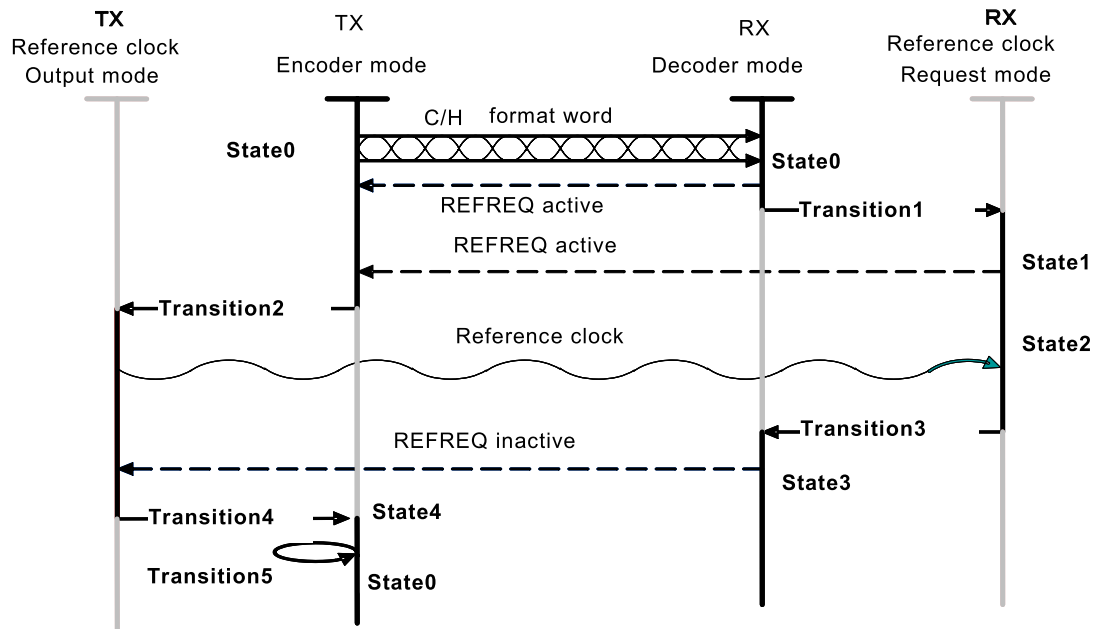 TX
Reference clock
Output mode
TX
Encoder mode
RX
Decoder mode
RX
Reference clock
Request mode
C/H format word
State0
State0
REFREQ active
Transition1
REFREQ active
State1
Transition2
Reference clock
State2
Transition3
REFREQ inactive
State3
Transition4
State4
Transition5
State0